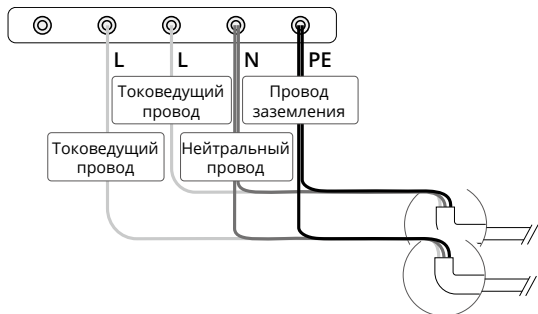 L
L
N
PE
Токоведущий
провод
Провод
заземления
Токоведущий
провод
Нейтральный
провод